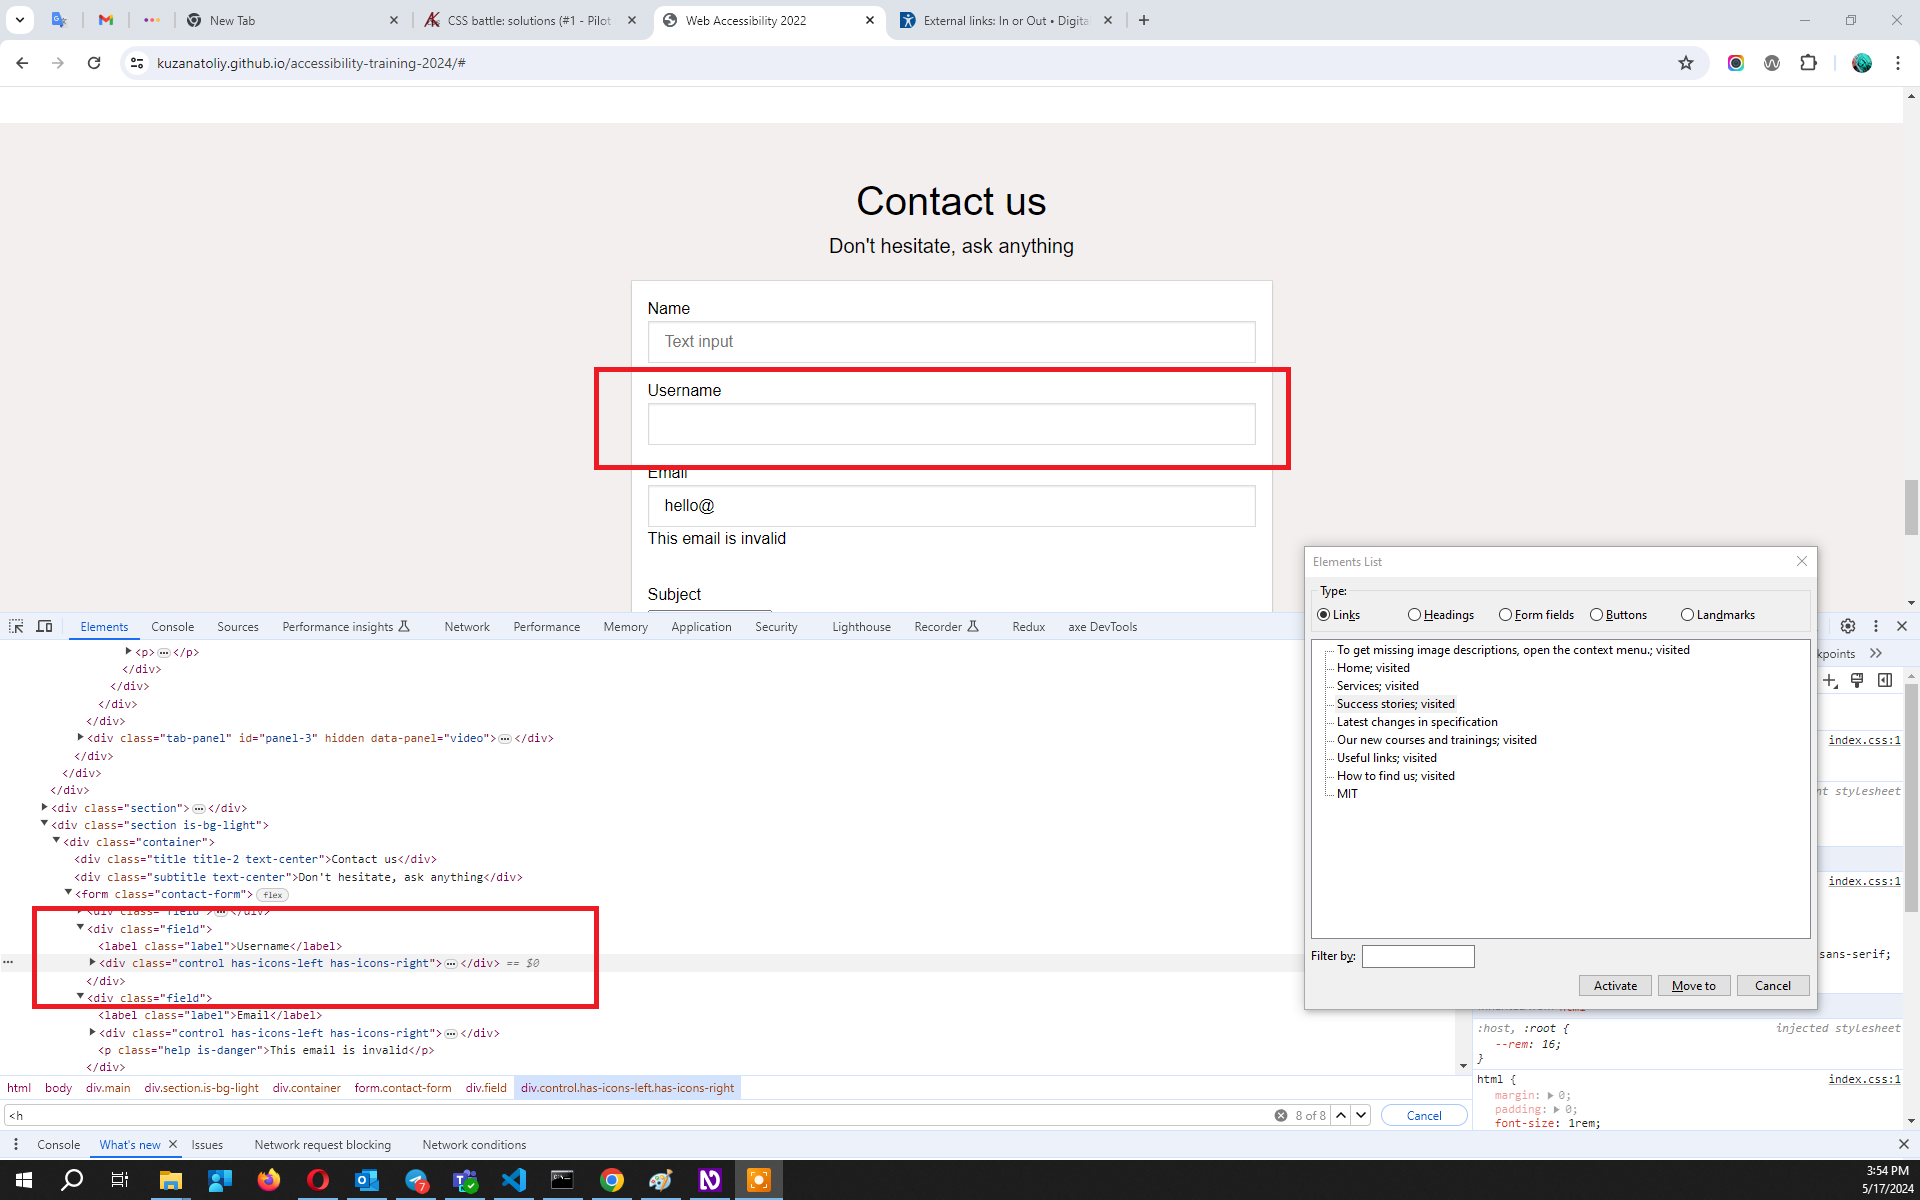 New Tab
CSS battle: solutions (#1 - Pilot
Web Accessibility 2022
External links: In or Out • Digita
kuzanatoliy.github.io/accessibility-training-2024/#
Contact us
Don't hesitate, ask anything
Name
Text input
Username
Email
hello@
This email is invalid
Subject
Elements List
Type:
Links Headings Form fields Buttons Landmarks
To get missing image descriptions, open the context menu.; visited
Home; visited
Services; visited
Success stories; visited
Latest changes in specification
Our new courses and trainings; visited
Useful links; visited
How to find us; visited
MIT
Filter by:
Activate Move to Cancel
Elements Console Sources Performance insights Network Performance Memory Application Security Lighthouse Recorder Redux axe DevTools
<p>…</p>
</div>
</div>
</div>
</div>
<div class="tab-panel" id="panel-3" hidden data-panel="video">…</div>
</div>
</div>
</div>
<div class="section">…</div>
<div class="section is-bg-light">
<div class="container">
<div class="title title-2 text-center">Contact us</div>
<div class="subtitle text-center">Don't hesitate, ask anything</div>
<form class="contact-form"> flex
<div class="field">…</div>
<div class="field">
<label class="label">Username</label>
<div class="control has-icons-left has-icons-right">…</div> == $0
</div>
<div class="field">
<label class="label">Email</label>
<div class="control has-icons-left has-icons-right">…</div>
<p class="help is-danger">This email is invalid</p>
</div>
kpoints
index.css:1
nt stylesheet
index.css:1
sans-serif;
:host, :root { injected stylesheet
--rem: 16;
}
html { index.css:1
margin: 0;
padding: 0;
font-size: 1rem;
html body div.main div.section.is-bg-light div.container form.contact-form div.field div.control.has-icons-left.has-icons-right
<h 8 of 8 Cancel
Console What's new Issues Network request blocking Network conditions
7
3:54 PM
5/17/2024